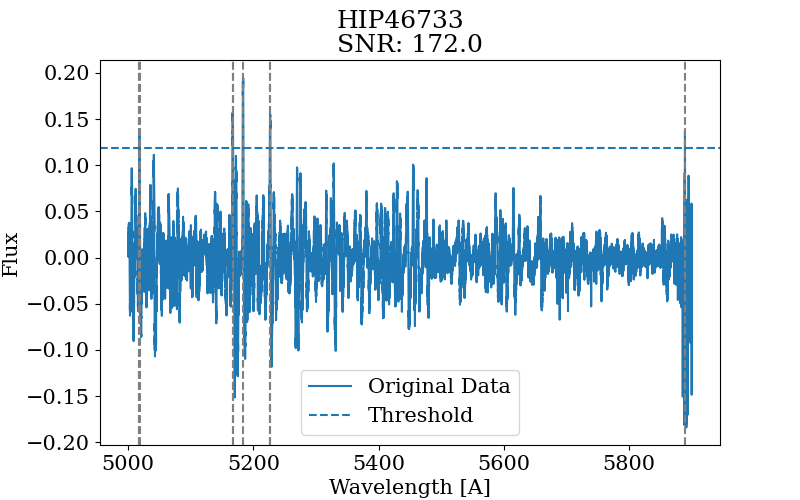 HIP46733
SNR: 172.0
0.20
0.15
0.10
0.05
0.00
−0.05
−0.10
−0.15
−0.20
Flux
Original Data
Threshold
5000 5200 5400 5600 5800
Wavelength [A]